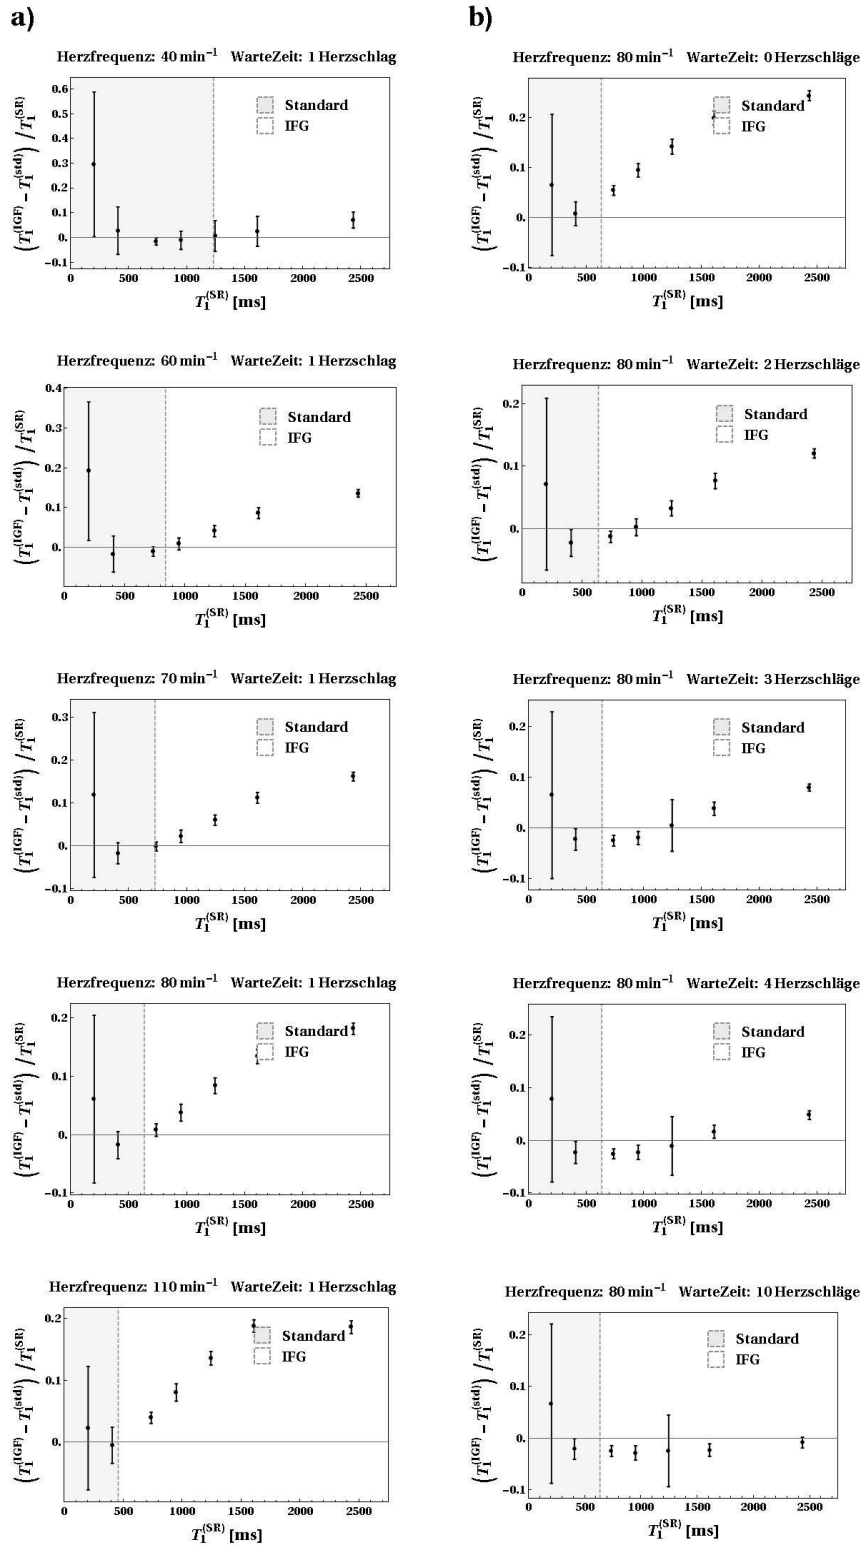 a)
Herzfrequenz: 40 min⁻¹ WarteZeit: 1 Herzschlag
0.6
0.5
0.4
0.3
0.2
0.1
0.
−0.1
Standard
IFG
0 500 1000 1500 2000 2500
(T₁^(IGF) − T₁^(std)) / T₁^(SR)
T₁^(SR) [ms]
Herzfrequenz: 60 min⁻¹ WarteZeit: 1 Herzschlag
0.4
0.3
0.2
0.1
0.
Standard
IFG
0 500 1000 1500 2000 2500
(T₁^(IGF) − T₁^(std)) / T₁^(SR)
T₁^(SR) [ms]
Herzfrequenz: 70 min⁻¹ WarteZeit: 1 Herzschlag
0.3
0.2
0.1
0.
−0.1
Standard
IFG
0 500 1000 1500 2000 2500
(T₁^(IGF) − T₁^(std)) / T₁^(SR)
T₁^(SR) [ms]
Herzfrequenz: 80 min⁻¹ WarteZeit: 1 Herzschlag
0.2
0.1
0.
−0.1
Standard
IFG
0 500 1000 1500 2000 2500
(T₁^(IGF) − T₁^(std)) / T₁^(SR)
T₁^(SR) [ms]
Herzfrequenz: 110 min⁻¹ WarteZeit: 1 Herzschlag
0.2
0.1
0.
Standard
IFG
0 500 1000 1500 2000 2500
(T₁^(IGF) − T₁^(std)) / T₁^(SR)
T₁^(SR) [ms]
b)
Herzfrequenz: 80 min⁻¹ WarteZeit: 0 Herzschläge
0.2
0.1
0.
−0.1
Standard
IFG
0 500 1000 1500 2000 2500
(T₁^(IGF) − T₁^(std)) / T₁^(SR)
T₁^(SR) [ms]
Herzfrequenz: 80 min⁻¹ WarteZeit: 2 Herzschläge
0.2
0.1
0.
Standard
IFG
0 500 1000 1500 2000 2500
(T₁^(IGF) − T₁^(std)) / T₁^(SR)
T₁^(SR) [ms]
Herzfrequenz: 80 min⁻¹ WarteZeit: 3 Herzschläge
0.2
0.1
0.
−0.1
Standard
IFG
0 500 1000 1500 2000 2500
(T₁^(IGF) − T₁^(std)) / T₁^(SR)
T₁^(SR) [ms]
Herzfrequenz: 80 min⁻¹ WarteZeit: 4 Herzschläge
0.2
0.1
0.
−0.1
Standard
IFG
0 500 1000 1500 2000 2500
(T₁^(IGF) − T₁^(std)) / T₁^(SR)
T₁^(SR) [ms]
Herzfrequenz: 80 min⁻¹ WarteZeit: 10 Herzschläge
0.2
0.1
0.
−0.1
Standard
IFG
0 500 1000 1500 2000 2500
(T₁^(IGF) − T₁^(std)) / T₁^(SR)
T₁^(SR) [ms]